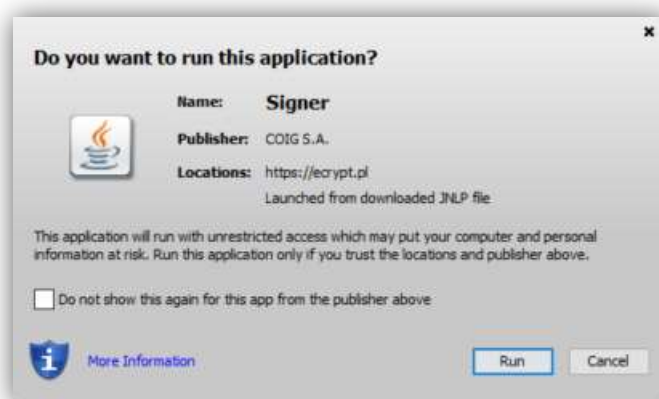 Do you want to run this application?
Name: Signer
Publisher: COIG S.A.
Locations: https://ecrypt.pl
Launched from downloaded JNLP file
This application will run with unrestricted access which may put your computer and personal
information at risk. Run this application only if you trust the locations and publisher above.
Do not show this again for this app from the publisher above
More Information
Run Cancel